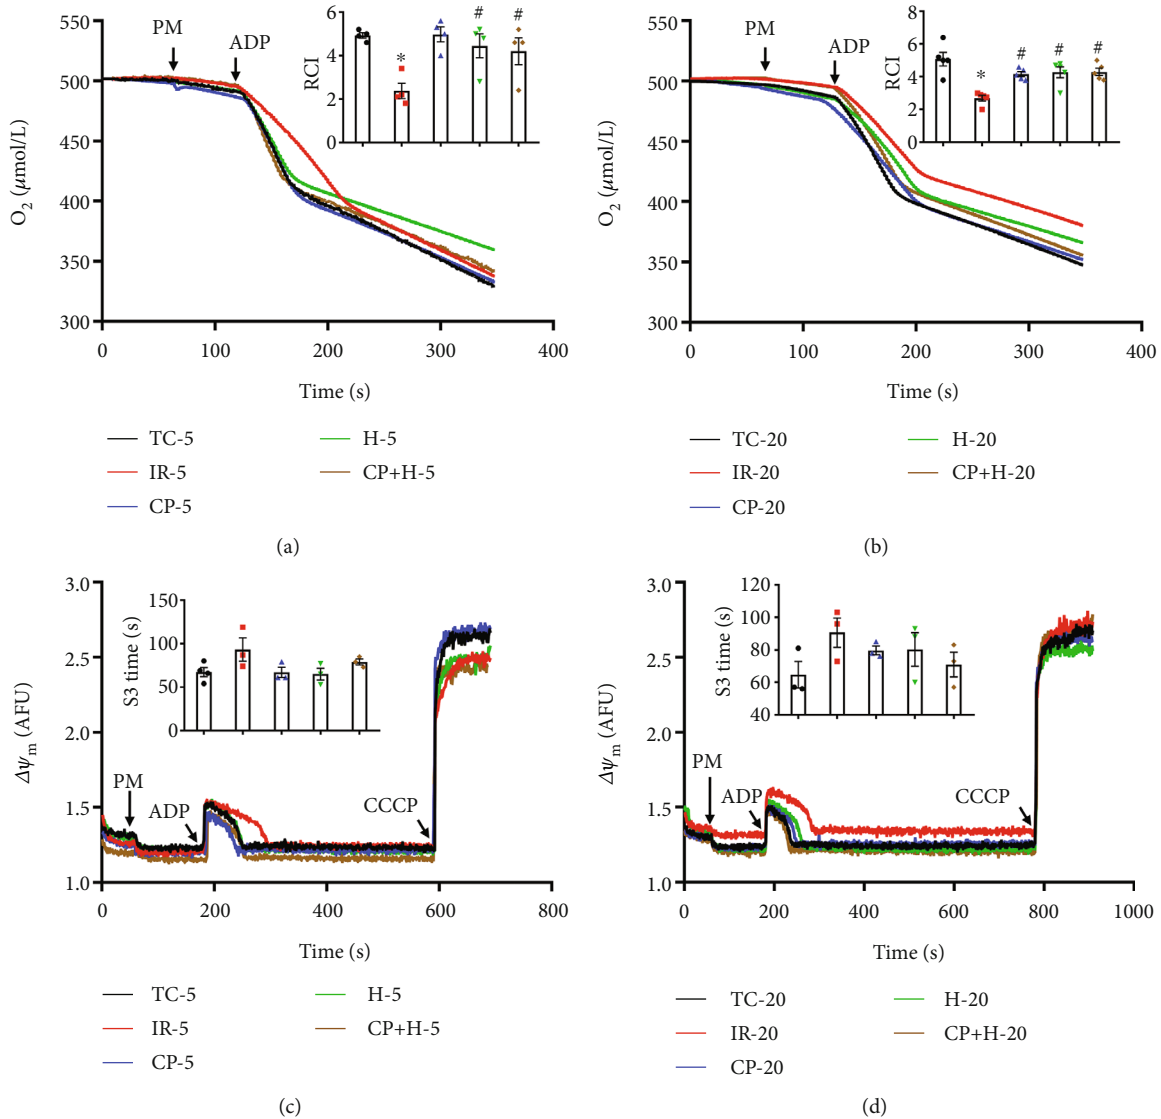 550
500
450
400
350
300
O2 (μmol/L)
PM
ADP
6
4
2
0
RCI
*
#
#
0
100
200
300
400
Time (s)
TC-5
IR-5
CP-5
H-5
CP+H-5
(a)
550
500
450
400
350
300
O2 (μmol/L)
PM
ADP
8
6
4
2
0
RCI
*
#
#
#
0
100
200
300
400
Time (s)
TC-20
IR-20
CP-20
H-20
CP+H-20
(b)
3.0
2.5
2.0
1.5
1.0
Δψm (AFU)
150
100
50
0
S3 time (s)
PM
ADP
CCCP
0
200
400
600
800
Time (s)
TC-5
IR-5
CP-5
H-5
CP+H-5
(c)
3.0
2.5
2.0
1.5
1.0
Δψm (AFU)
120
100
80
60
40
S3 time (s)
PM
ADP
CCCP
0
200
400
600
800
1000
Time (s)
TC-20
IR-20
CP-20
H-20
CP+H-20
(d)